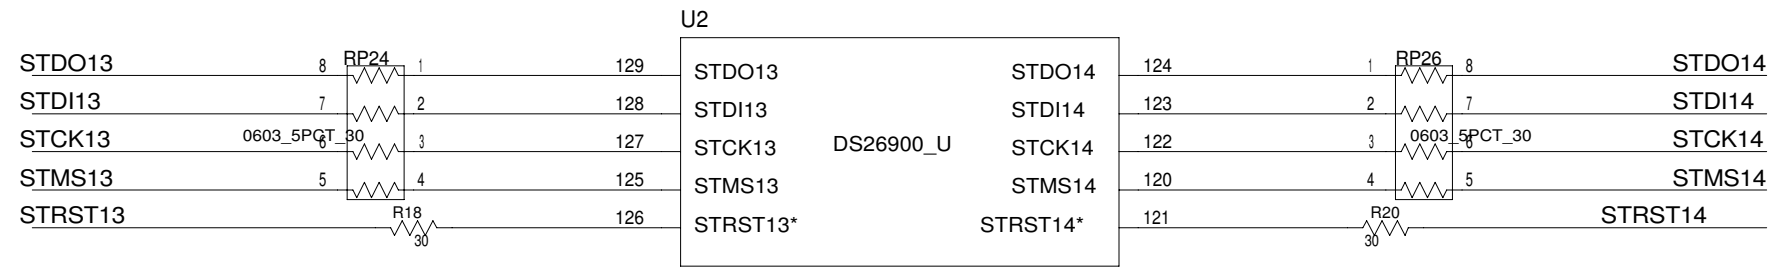 U2
STDO13 8 RP24 1 129 STDO13 STDO14 124 1 RP26 8 STDO14
STDI13 7 2 128 STDI13 STDI14 123 2 7 STDI14
STCK13 0603_5PCT_30 6 3 127 STCK13 DS26900_U STCK14 122 3 0603_5PCT_30 6 STCK14
STMS13 5 4 125 STMS13 STMS14 120 4 5 STMS14
STRST13 R18 30 126 STRST13* STRST14* 121 R20 30 STRST14